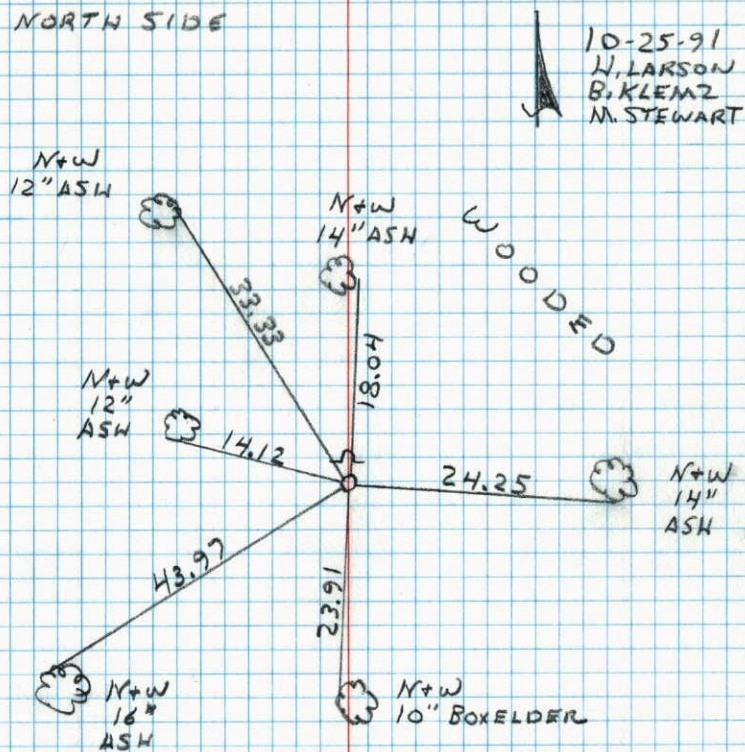 NORTH SIDE
10-25-91
H. LARSON
B. KLEMZ
M. STEWART
N+W
12" ASH
N+W
14" ASH
WOODED
33.33
18.04
N+W
12"
ASH
14.12
24.25
N+W
14"
ASH
43.97
23.91
N+W
16"
ASH
N+W
10" BOXELDER